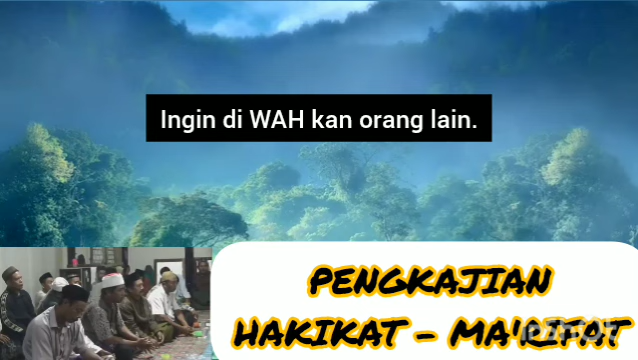 Ingin di WAH kan orang lain.
PENGKAJIAN
HAKIKAT - MA'RIFAT